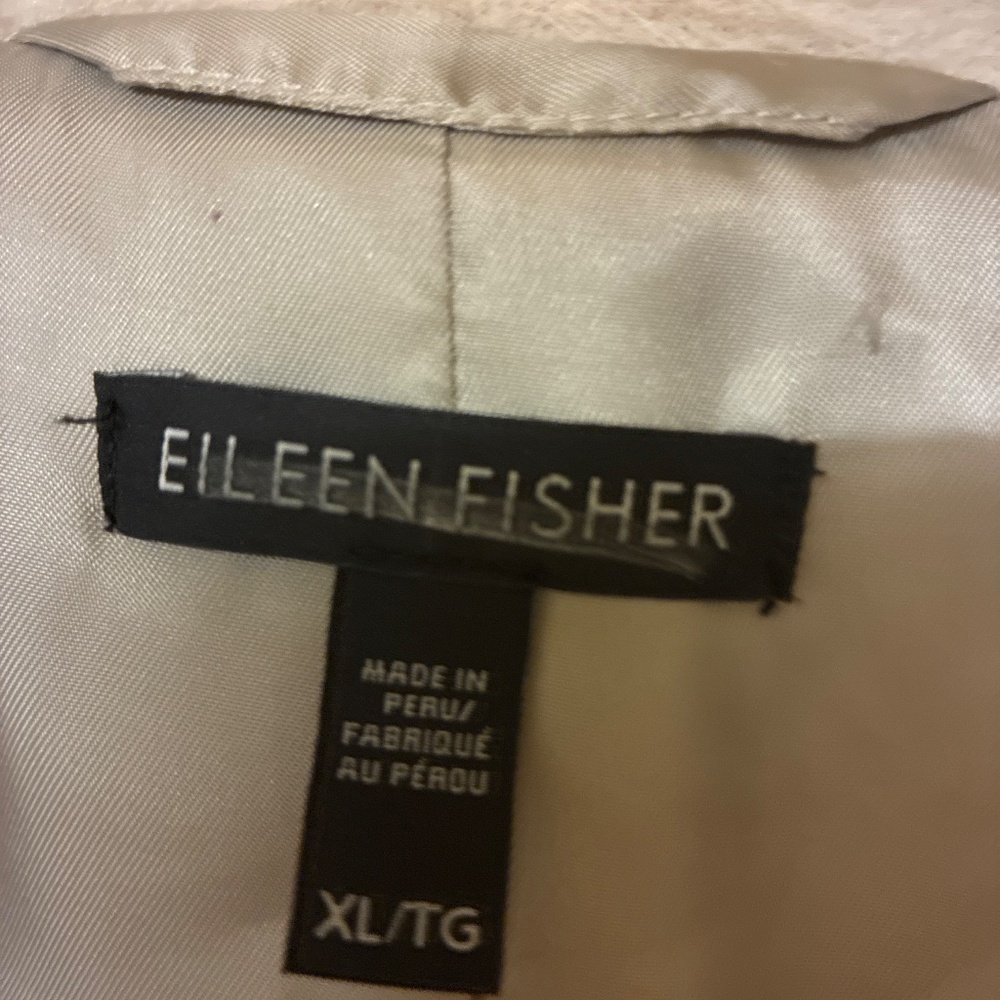 EILEEN FISHER
MADE IN
PERU/
FABRIQUÉ
AU PÉROU
XL/TG